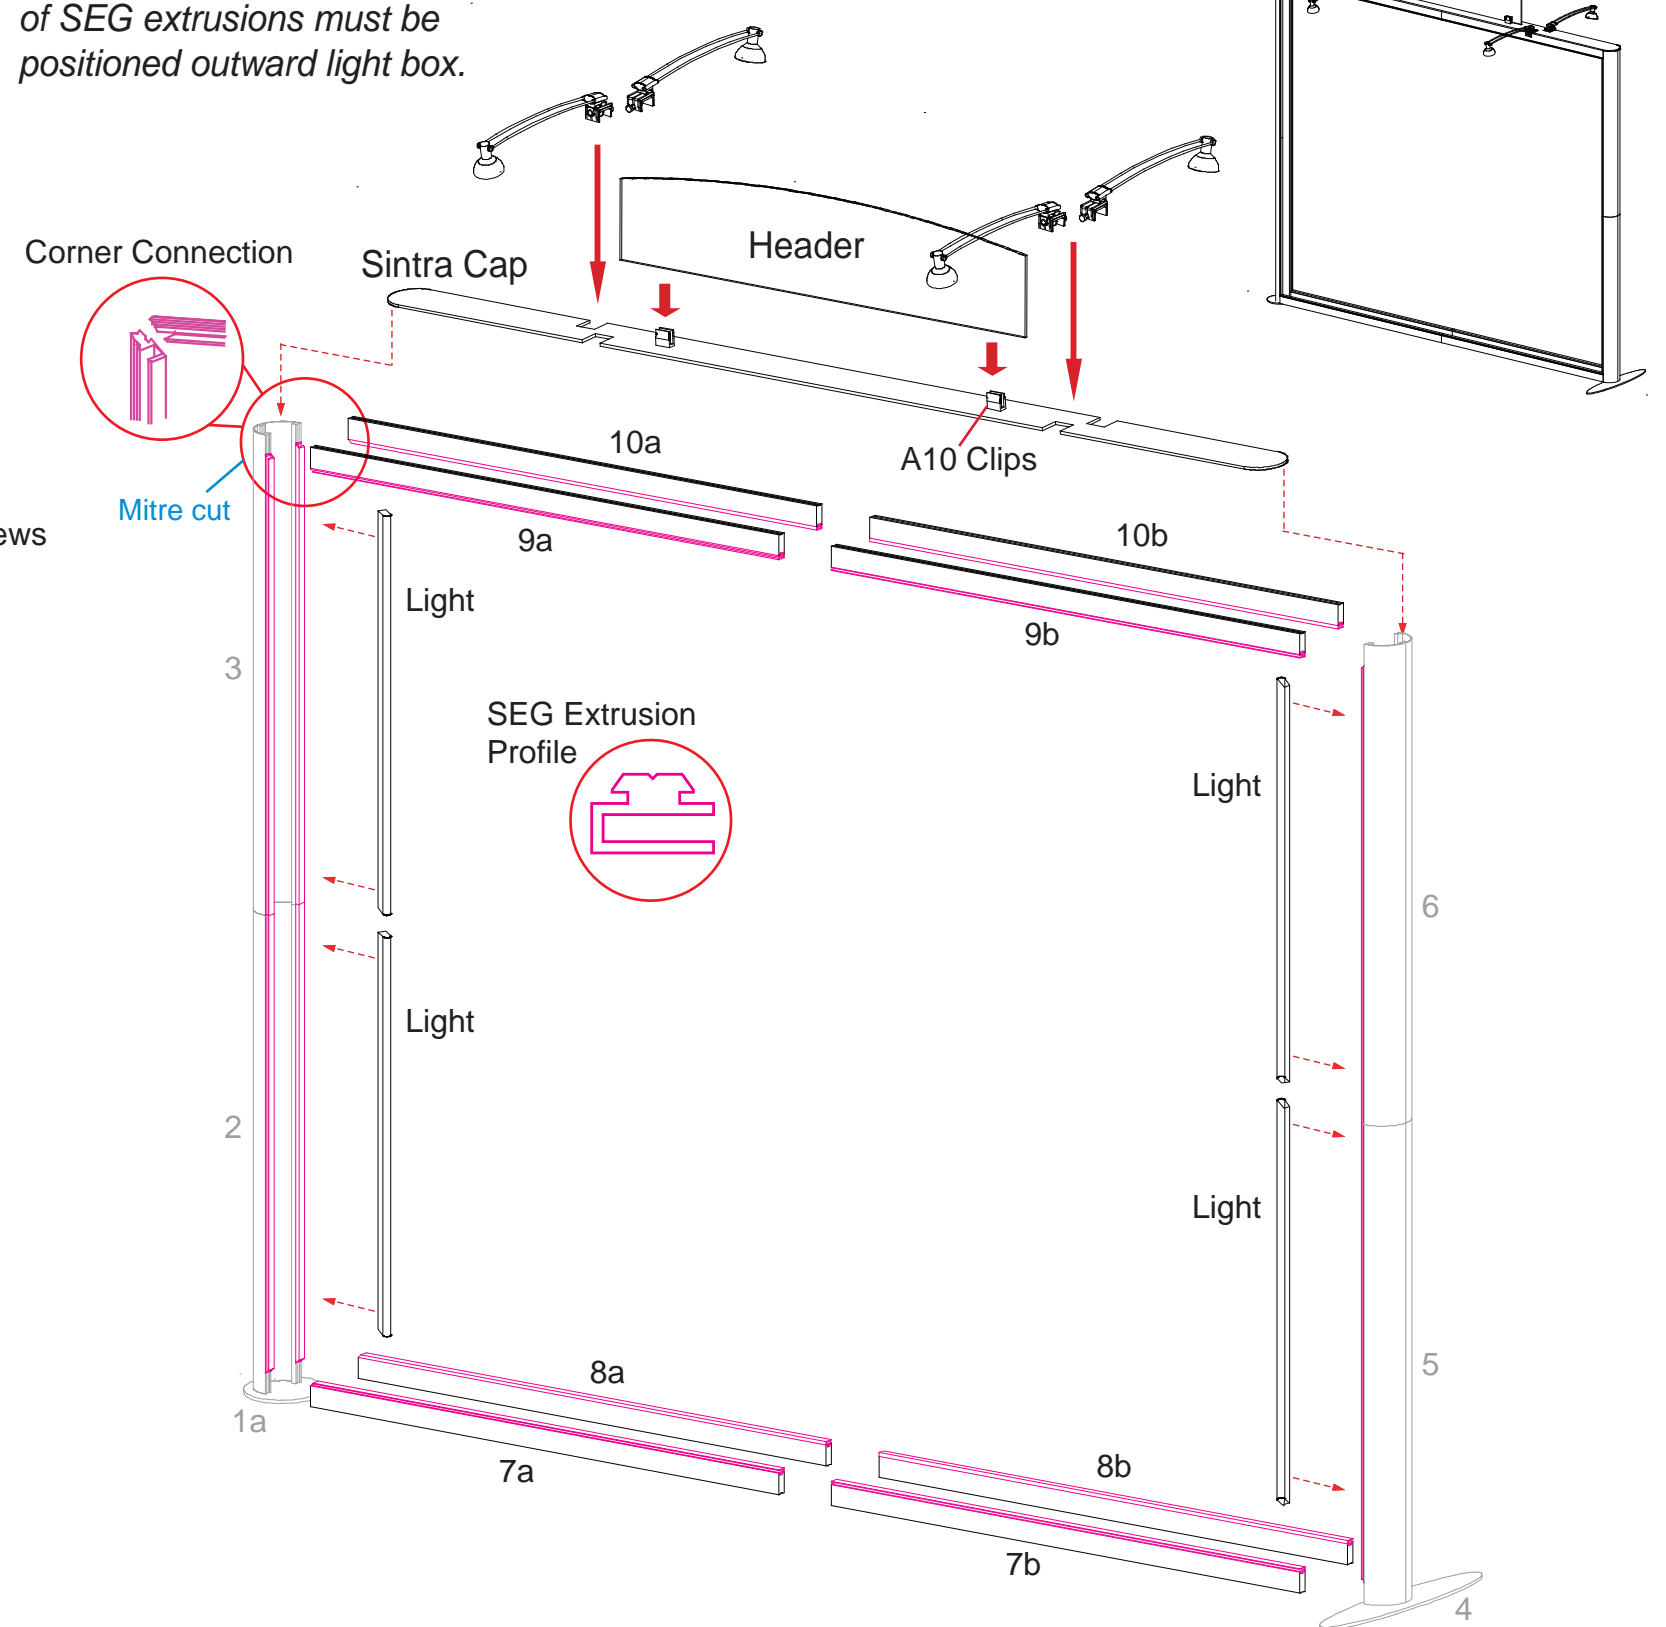 of SEG extrusions must be
positioned outward light box.
Header
Corner Connection
Sintra Cap
10a
A10 Clips
Mitre cut
ews
9a
10b
Light
9b
3
SEG Extrusion
Profile
Light
6
Light
2
Light
5
8a
1a
7a
8b
7b
4